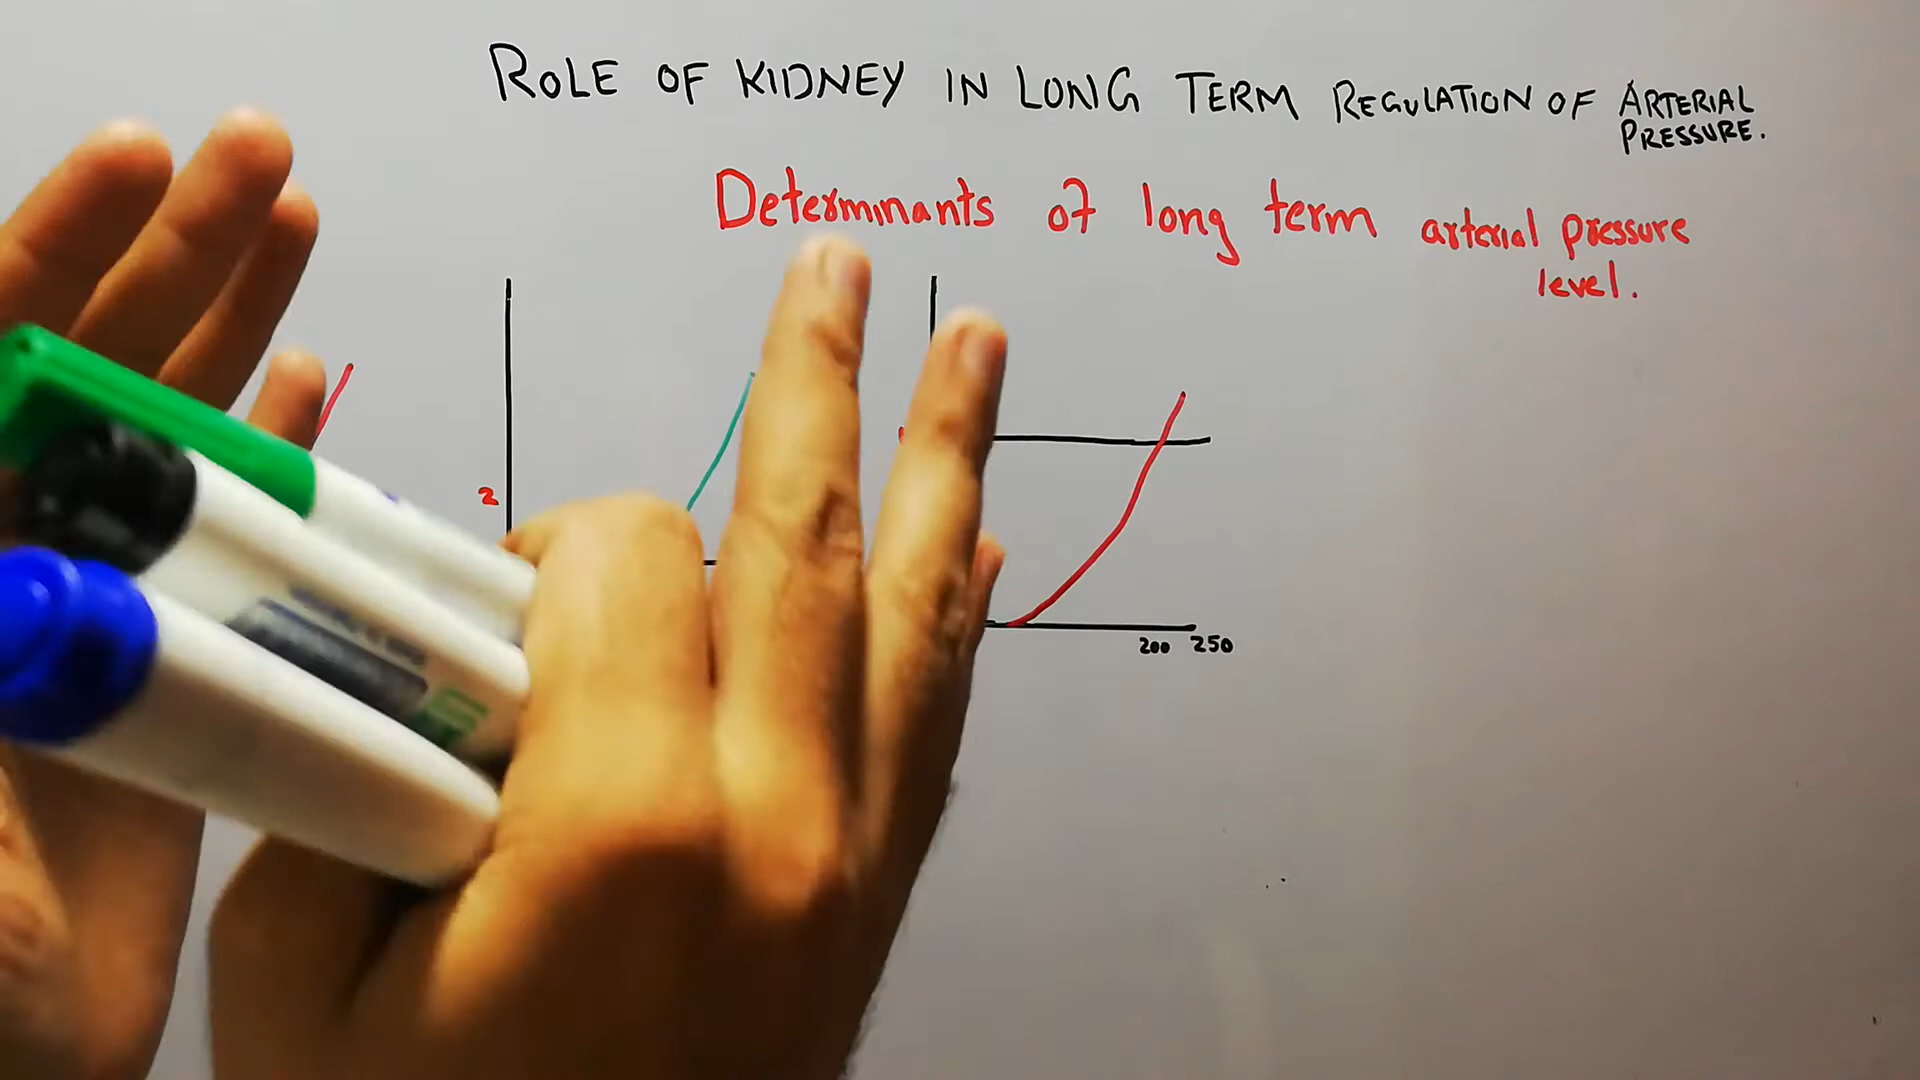 ROLE OF KIDNEY IN LONG TERM REGULATION OF ARTERIAL
PRESSURE.
Determinants of long term arterial pressure
level.
2
200 250